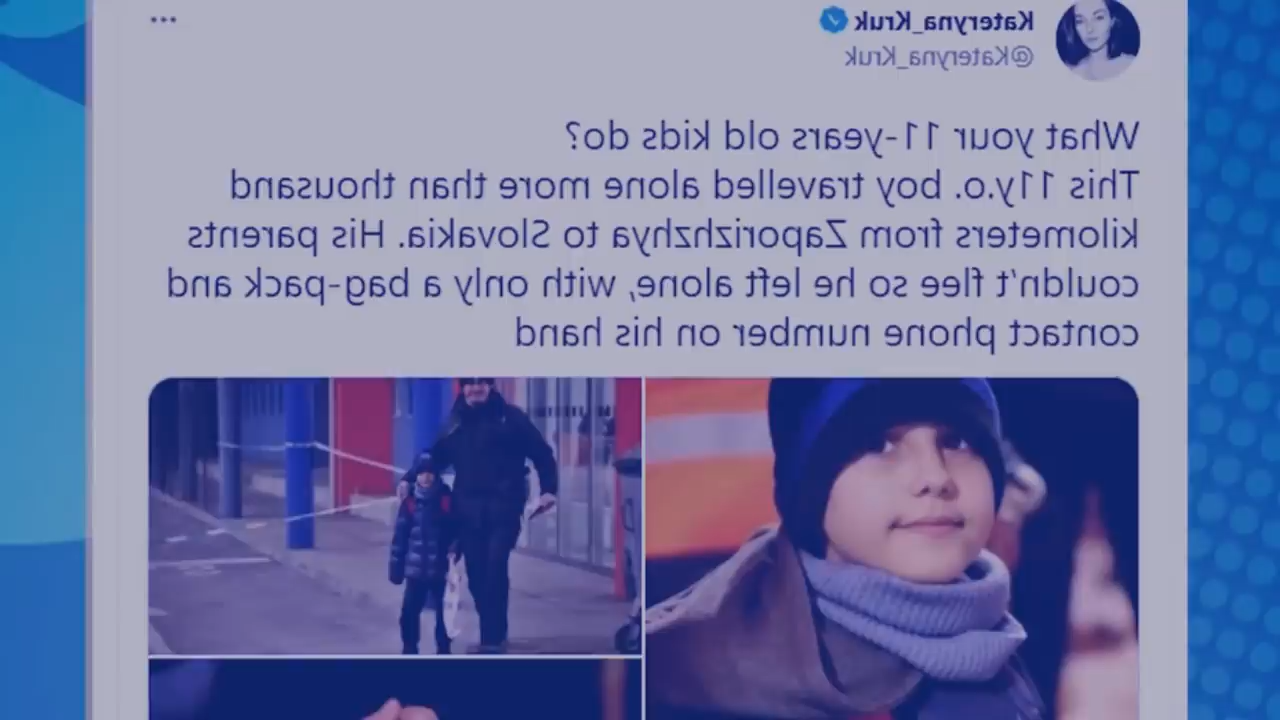 Kateryna_Kruk
@Kateryna_Kruk
What your 11-years old kids do?
This 11y.o. boy travelled alone more than thousand
kilometers from Zaporizhzhya to Slovakia. His parents
couldn't flee so he left alone, with only a bag-pack and
contact phone number on his hand